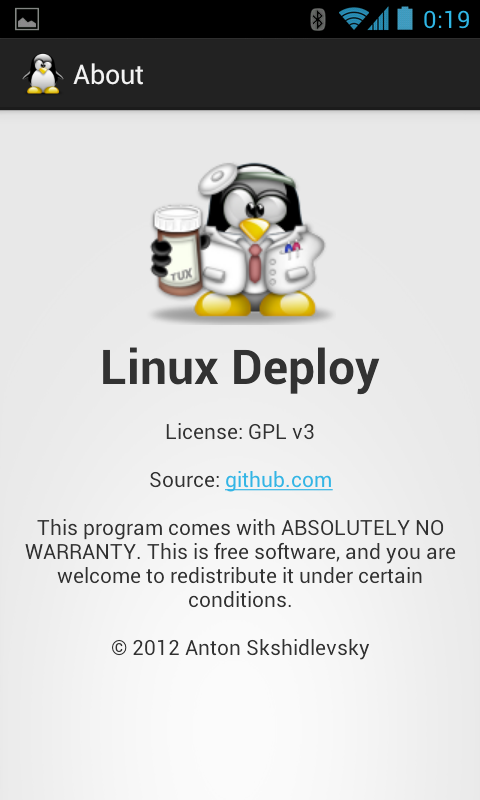 0:19
About
TUX
Linux Deploy
License: GPL v3
Source: github.com
This program comes with ABSOLUTELY NO
WARRANTY. This is free software, and you are
welcome to redistribute it under certain
conditions.
© 2012 Anton Skshidlevsky